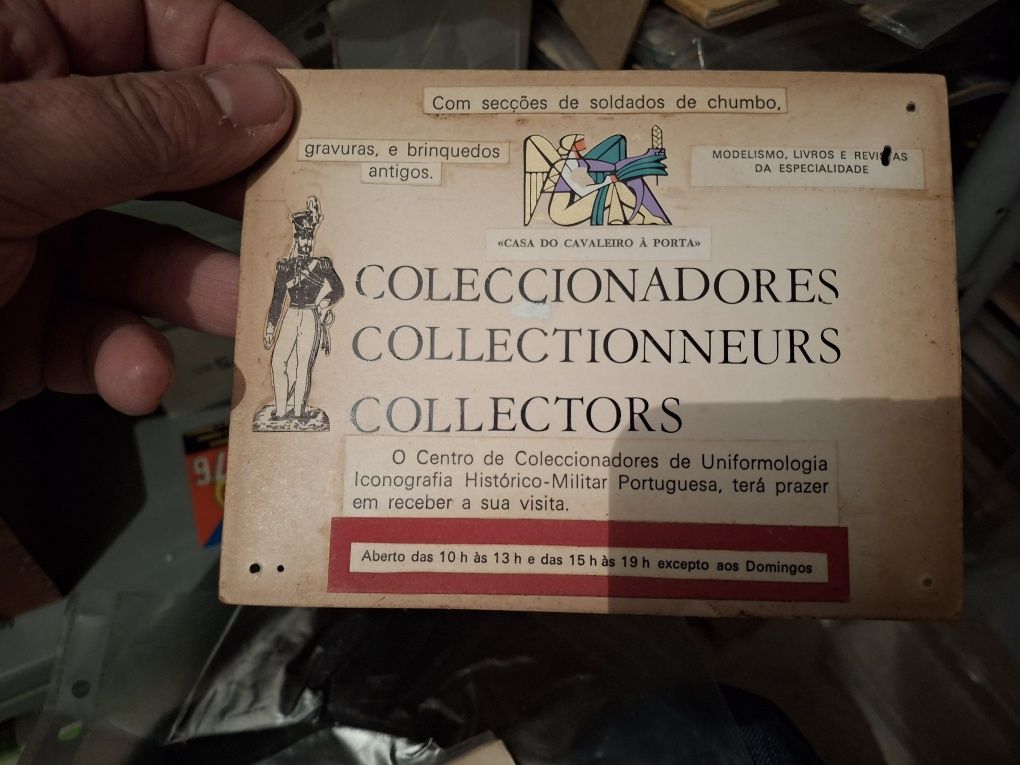 Com secções de soldados de chumbo,
gravuras, e brinquedos
antigos.
MODELISMO, LIVROS E REVISTAS
DA ESPECIALIDADE
«CASA DO CAVALEIRO À PORTA»
COLECCIONADORES
COLLECTIONNEURS
COLLECTORS
O Centro de Coleccionadores de Uniformologia
Iconografia Histórico-Militar Portuguesa, terá prazer
em receber a sua visita.
Aberto das 10 h às 13 h e das 15 h às 19 h excepto aos Domingos
94